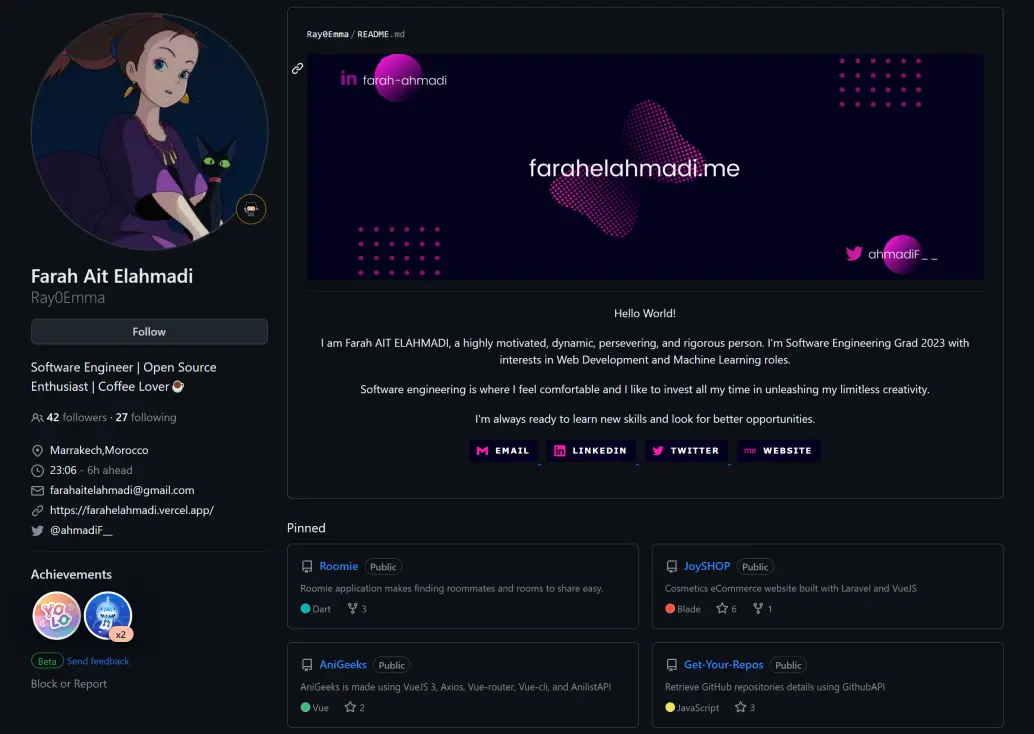 Farah Ait Elahmadi
Ray0Emma
Follow
Software Engineer | Open Source
Enthusiast | Coffee Lover☕
42 followers · 27 following
Marrakech,Morocco
23:06 - 6h ahead
farahaitelahmadi@gmail.com
https://farahelahmadi.vercel.app/
@ahmadiF__
Achievements
YOLO
x2
Beta Send feedback
Block or Report
Ray0Emma/README.md
in farah-ahmadi
farahelahmadi.me
ahmadiF_ _
Hello World!
I am Farah AIT ELAHMADI, a highly motivated, dynamic, persevering, and rigorous person. I'm Software Engineering Grad 2023 with
interests in Web Development and Machine Learning roles.
Software engineering is where I feel comfortable and I like to invest all my time in unleashing my limitless creativity.
I'm always ready to learn new skills and look for better opportunities.
EMAIL in LINKEDIN TWITTER me WEBSITE
Pinned
Roomie Public
Roomie application makes finding roommates and rooms to share easy.
Dart 3
JoySHOP Public
Cosmetics eCommerce website built with Laravel and VueJS
Blade 6 1
AniGeeks Public
AniGeeks is made using VueJS 3, Axios, Vue-router, Vue-cli, and AnilistAPI
Vue 2
Get-Your-Repos Public
Retrieve GitHub repositories details using GithubAPI
JavaScript 3